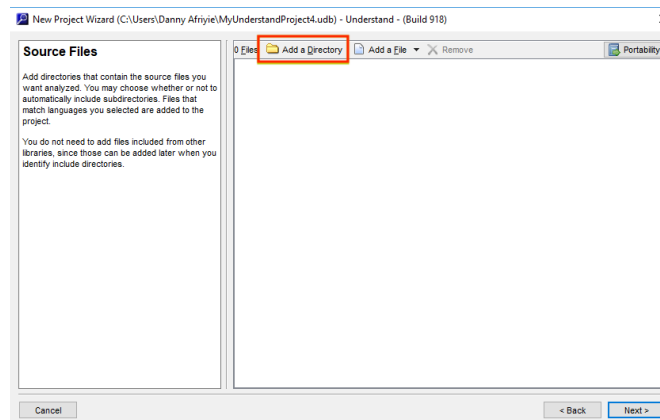 New Project Wizard (C:\Users\Danny Afriyie\MyUnderstandProject4.udb) - Understand - (Build 918)
Source Files
Add directories that contain the source files you
want analyzed. You may choose whether or not to
automatically include subdirectories. Files that
match languages you selected are added to the
project.
You do not need to add files included from other
libraries, since those can be added later when you
identify include directories.
0 Files Add a Directory Add a File Remove Portability
Cancel < Back Next >